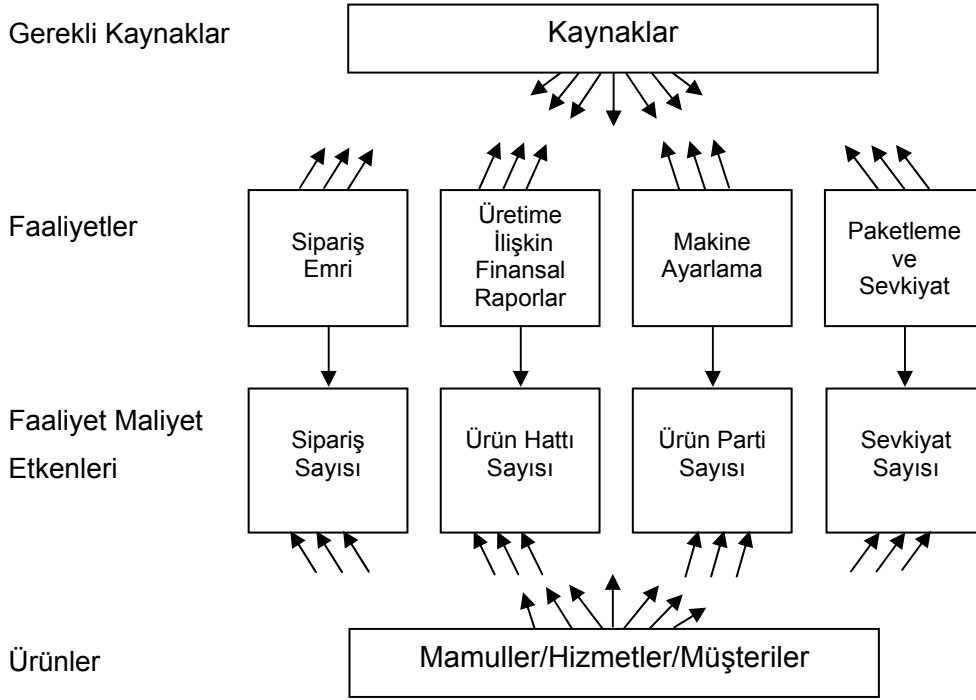 Gerekli Kaynaklar
Kaynaklar
Faaliyetler
Sipariş
Emri
Üretime
İlişkin
Finansal
Raporlar
Makine
Ayarlama
Paketleme
ve
Sevkiyat
Faaliyet Maliyet
Etkenleri
Sipariş
Sayısı
Ürün Hattı
Sayısı
Ürün Parti
Sayısı
Sevkiyat
Sayısı
Ürünler
Mamuller/Hizmetler/Müşteriler